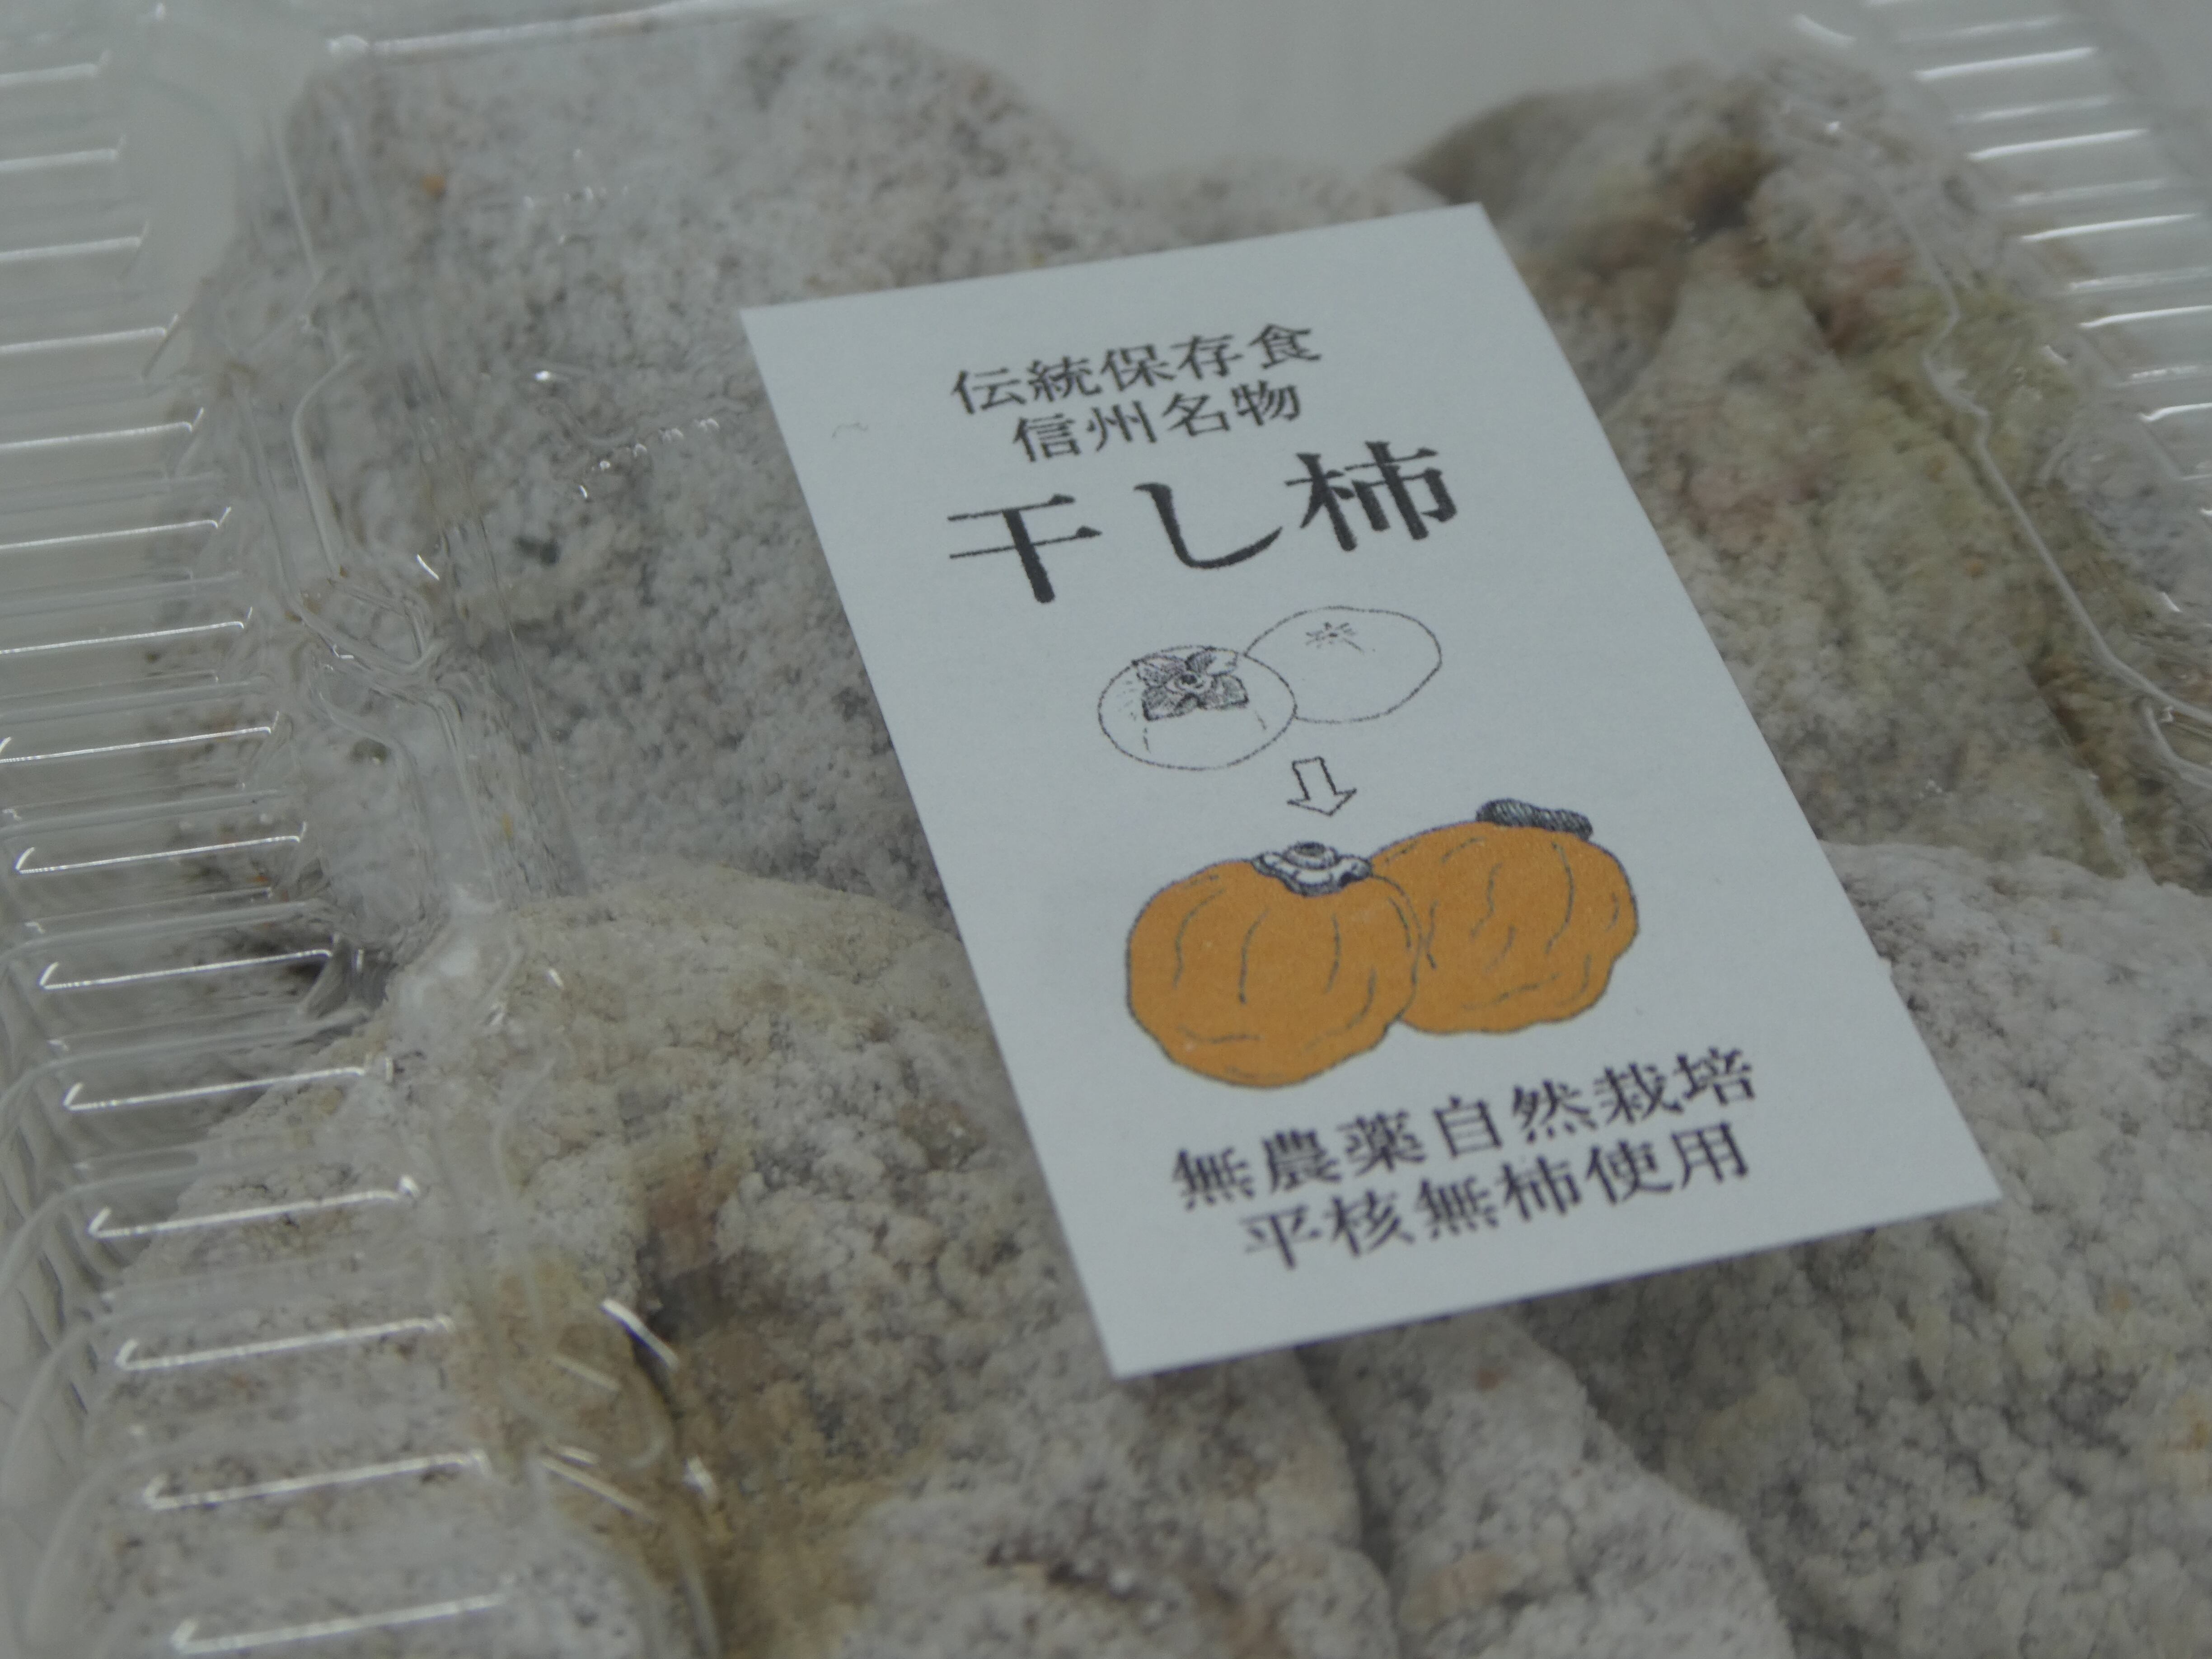 伝統保存食
信州名物
干し柿
無農薬自然栽培
平核無柿使用